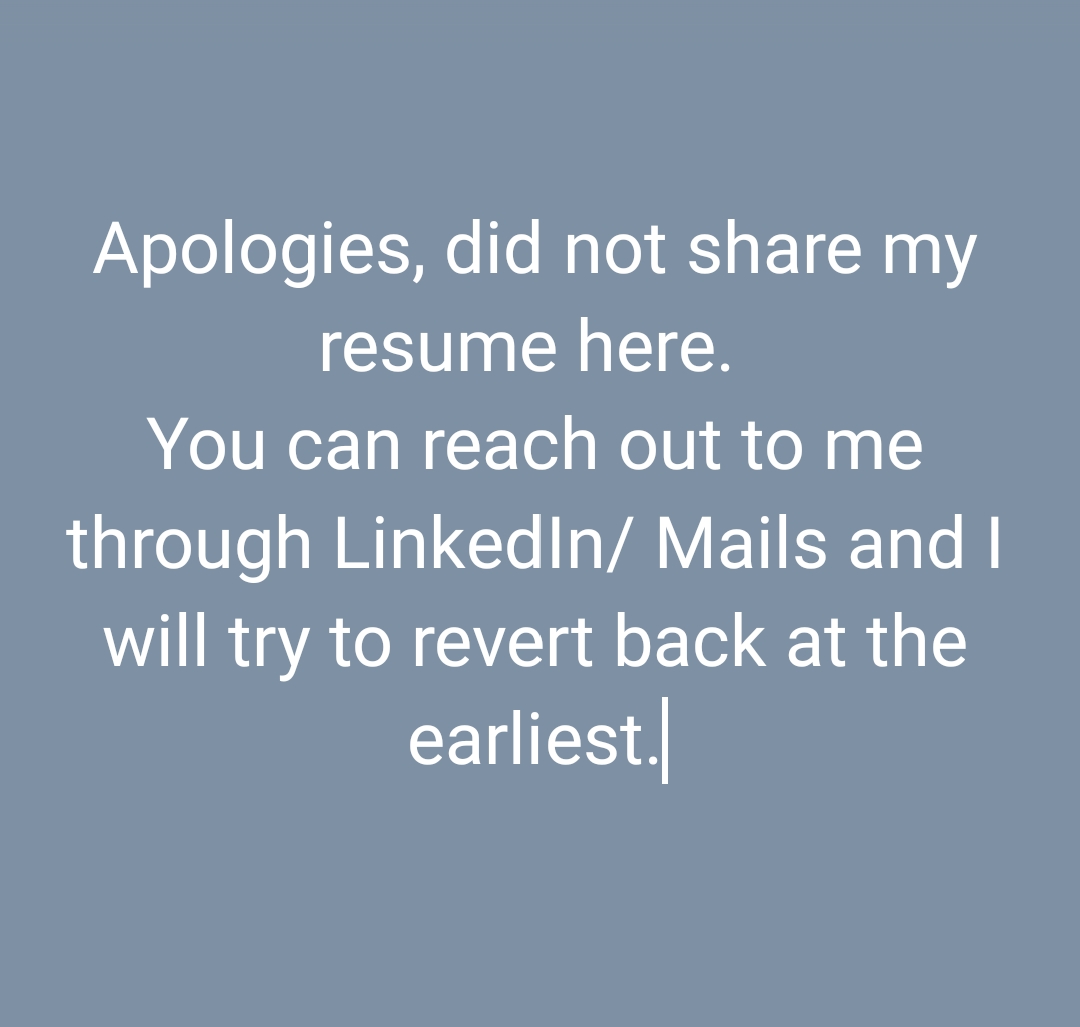 Apologies, did not share my
resume here.
You can reach out to me
through LinkedIn/ Mails and I
will try to revert back at the
earliest.